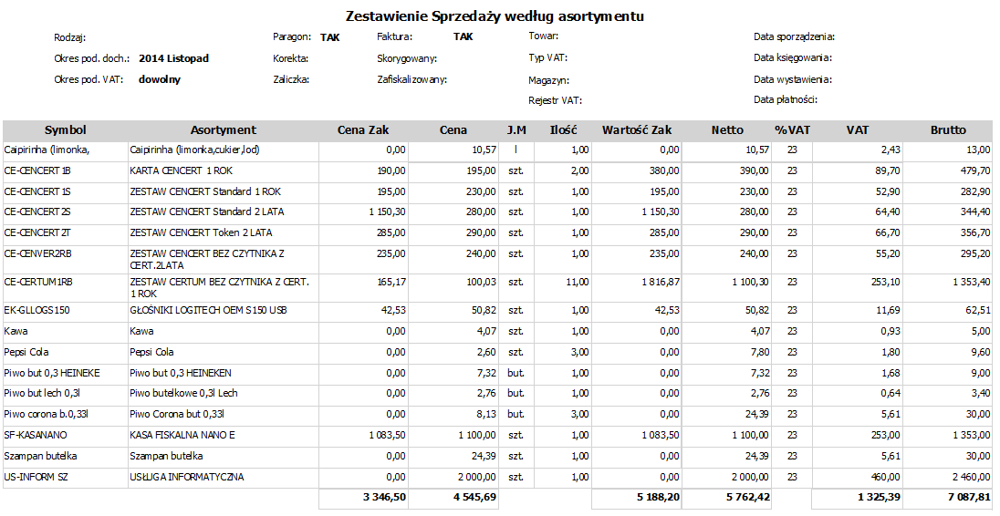 Zestawienie Sprzedaży według asortymentu
Rodzaj: Paragon: TAK Faktura: TAK Towar: Data sporządzenia:
Okres pod. doch.: 2014 Listopad Korekta: Skorygowany: Typ VAT: Data księgowania:
Okres pod. VAT: dowolny Zaliczka: Zafiskalizowany: Magazyn: Data wystawienia:
Rejestr VAT: Data płatności:
Symbol Asortyment Cena Zak Cena J.M Ilość Wartość Zak Netto %VAT VAT Brutto
Caipirinha (limonka, Caipirinha (limonka,cukier,lod) 0,00 10,57 l 1,00 0,00 10,57 23 2,43 13,00
CE-CENCERT1B KARTA CENCERT 1 ROK 190,00 195,00 szt. 2,00 380,00 390,00 23 89,70 479,70
CE-CENCERT1S ZESTAW CENCERT Standard 1 ROK 195,00 230,00 szt. 1,00 195,00 230,00 23 52,90 282,90
CE-CENCERT2S ZESTAW CENCERT Standard 2 LATA 1 150,30 280,00 szt. 1,00 1 150,30 280,00 23 64,40 344,40
CE-CENCERT2T ZESTAW CENCERT Token 2 LATA 285,00 290,00 szt. 1,00 285,00 290,00 23 66,70 356,70
CE-CENVER2RB ZESTAW CENCERT BEZ CZYTNIKA Z 235,00 240,00 szt. 1,00 235,00 240,00 23 55,20 295,20
CERT.2LATA
CE-CERTUM1RB ZESTAW CERTUM BEZ CZYTNIKA Z CERT. 165,17 100,03 szt. 11,00 1 816,87 1 100,30 23 253,10 1 353,40
1 ROK
EK-GLLOGS150 GŁOŚNIKI LOGITECH OEM S150 USB 42,53 50,82 szt. 1,00 42,53 50,82 23 11,69 62,51
Kawa Kawa 0,00 4,07 szt. 1,00 0,00 4,07 23 0,93 5,00
Pepsi Cola Pepsi Cola 0,00 2,60 szt. 3,00 0,00 7,80 23 1,80 9,60
Piwo but 0,3 HEINEKE Piwo but 0,3 HEINEKEN 0,00 7,32 but. 1,00 0,00 7,32 23 1,68 9,00
Piwo but lech 0,3l Piwo butelkowe 0,3l Lech 0,00 2,76 but. 1,00 0,00 2,76 23 0,64 3,40
Piwo corona b.0,33l Piwo Corona but 0,33l 0,00 8,13 but. 3,00 0,00 24,39 23 5,61 30,00
SF-KASANANO KASA FISKALNA NANO E 1 083,50 1 100,00 szt. 1,00 1 083,50 1 100,00 23 253,00 1 353,00
Szampan butelka Szampan butelka 0,00 24,39 szt. 1,00 0,00 24,39 23 5,61 30,00
US-INFORM SZ USŁUGA INFORMATYCZNA 0,00 2 000,00 szt. 1,00 0,00 2 000,00 23 460,00 2 460,00
3 346,50 4 545,69 5 188,20 5 762,42 1 325,39 7 087,81